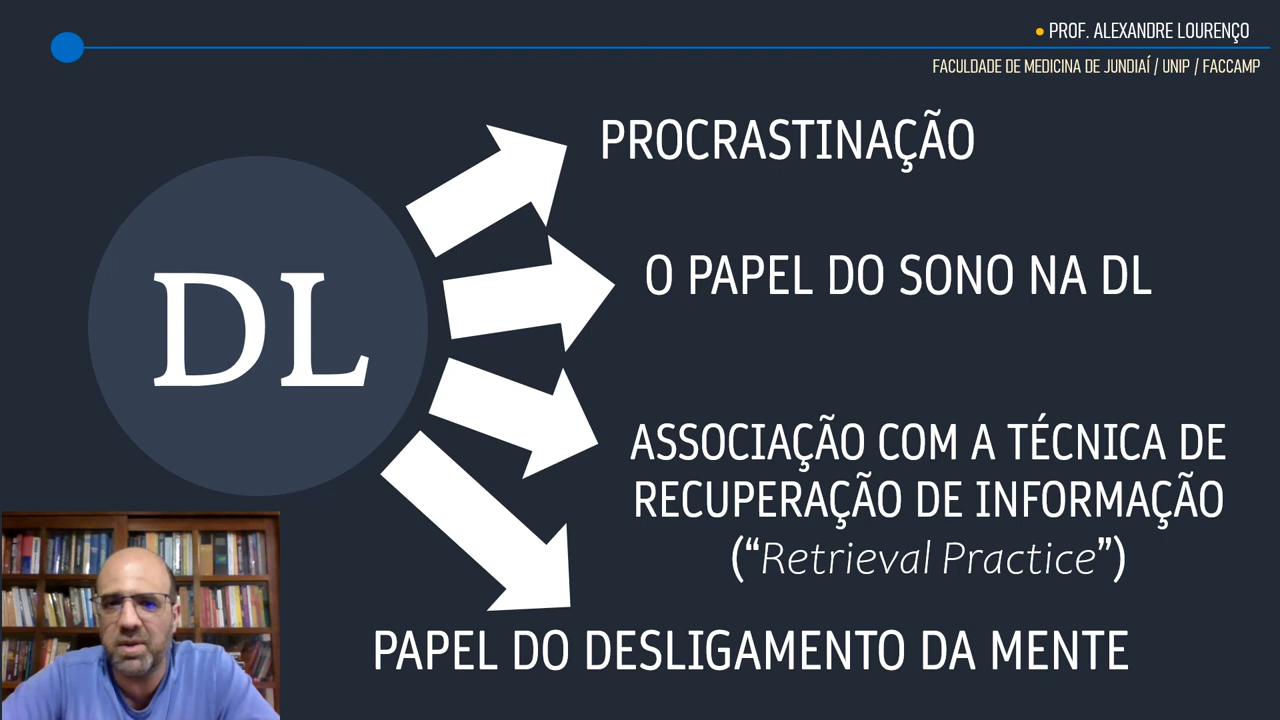 • PROF. ALEXANDRE LOURENÇO
FACULDADE DE MEDICINA DE JUNDIAÍ / UNIP / FACCAMP
PROCRASTINAÇÃO
DL
O PAPEL DO SONO NA DL
ASSOCIAÇÃO COM A TÉCNICA DE
RECUPERAÇÃO DE INFORMAÇÃO
(“Retrieval Practice”)
PAPEL DO DESLIGAMENTO DA MENTE